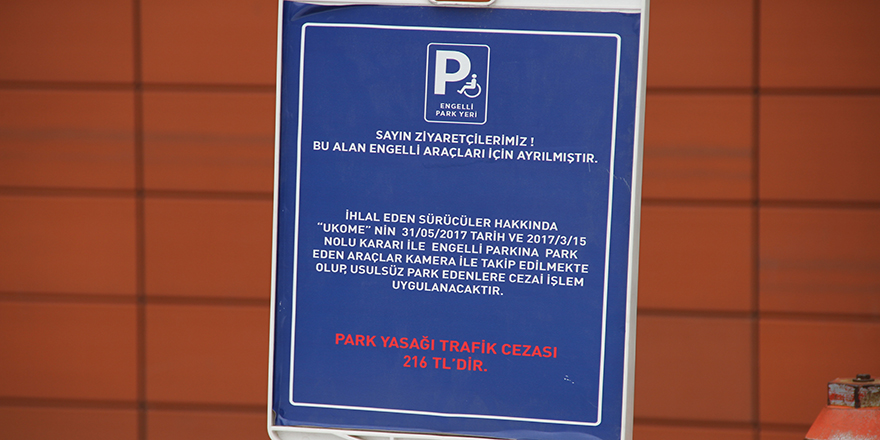 P
ENGELLİ
PARK YERİ
SAYIN ZİYARETÇİLERİMİZ !
BU ALAN ENGELLİ ARAÇLARI İÇİN AYRILMIŞTIR.
İHLAL EDEN SÜRÜCÜLER HAKKINDA
“UKOME” NİN 31/05/2017 TARİH VE 2017/3/15
NOLU KARARI İLE ENGELLİ PARKINA PARK
EDEN ARAÇLAR KAMERA İLE TAKİP EDİLMEKTE
OLUP, USULSÜZ PARK EDENLERE CEZAİ İŞLEM
UYGULANACAKTIR.
PARK YASAĞI TRAFİK CEZASI
216 TL'DİR.